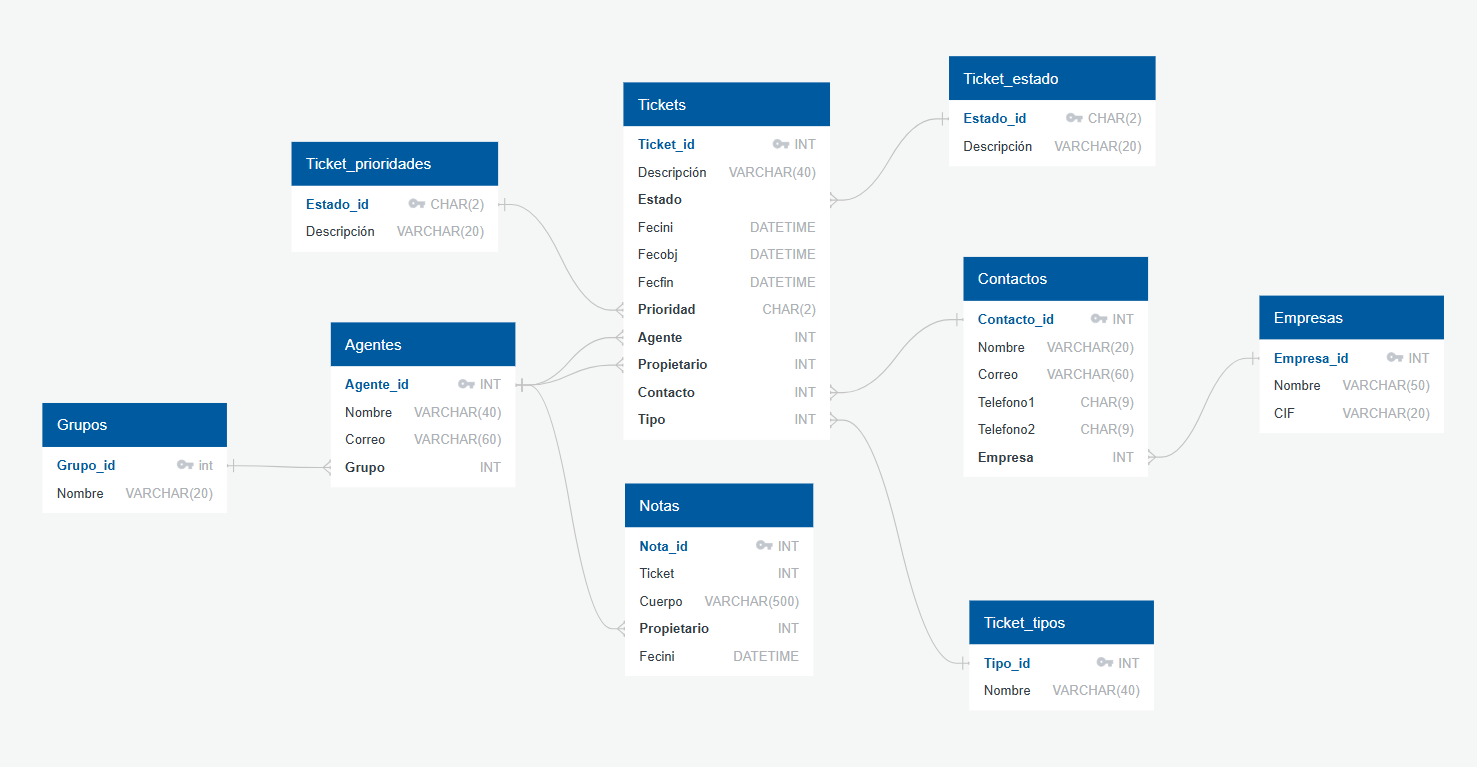 Ticket_prioridades
Estado_id CHAR(2)
Descripción VARCHAR(20)
Grupos
Grupo_id int
Nombre VARCHAR(20)
Agentes
Agente_id INT
Nombre VARCHAR(40)
Correo VARCHAR(60)
Grupo INT
Tickets
Ticket_id INT
Descripción VARCHAR(40)
Estado
Fecini DATETIME
Fecobj DATETIME
Fecfin DATETIME
Prioridad CHAR(2)
Agente INT
Propietario INT
Contacto INT
Tipo INT
Notas
Nota_id INT
Ticket INT
Cuerpo VARCHAR(500)
Propietario INT
Fecini DATETIME
Ticket_estado
Estado_id CHAR(2)
Descripción VARCHAR(20)
Contactos
Contacto_id INT
Nombre VARCHAR(20)
Correo VARCHAR(60)
Telefono1 CHAR(9)
Telefono2 CHAR(9)
Empresa INT
Empresas
Empresa_id INT
Nombre VARCHAR(50)
CIF VARCHAR(20)
Ticket_tipos
Tipo_id INT
Nombre VARCHAR(40)